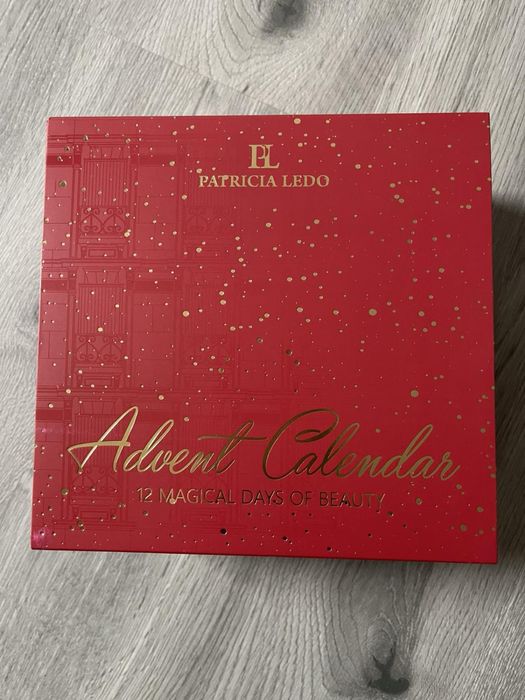 PL
PATRICIA LEDO
Advent Calendar
12 MAGICAL DAYS OF BEAUTY